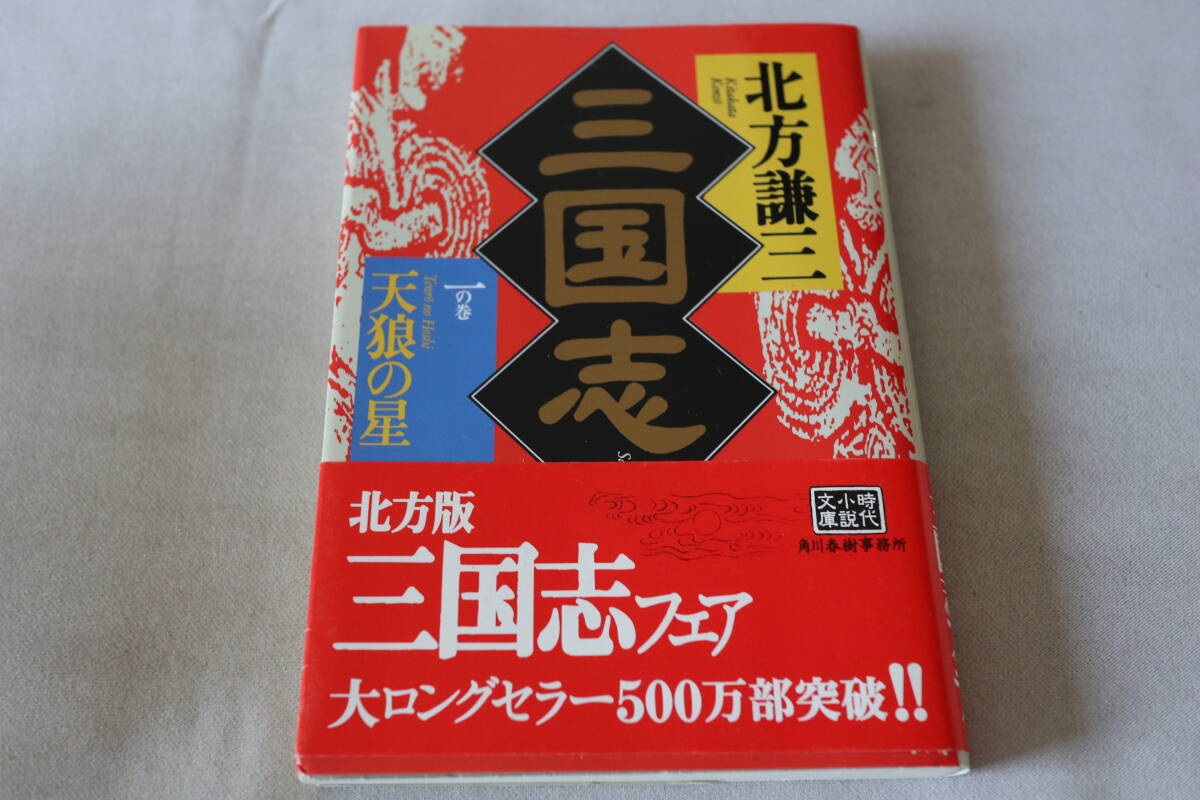 北方謙三
Kitakata
Kenzō
三国志
一の巻
Tenrō no Hoshi
天狼の星
北方版
三国志フェア
大ロングセラー500万部突破!!
時代
小説
文庫
角川春樹事務所